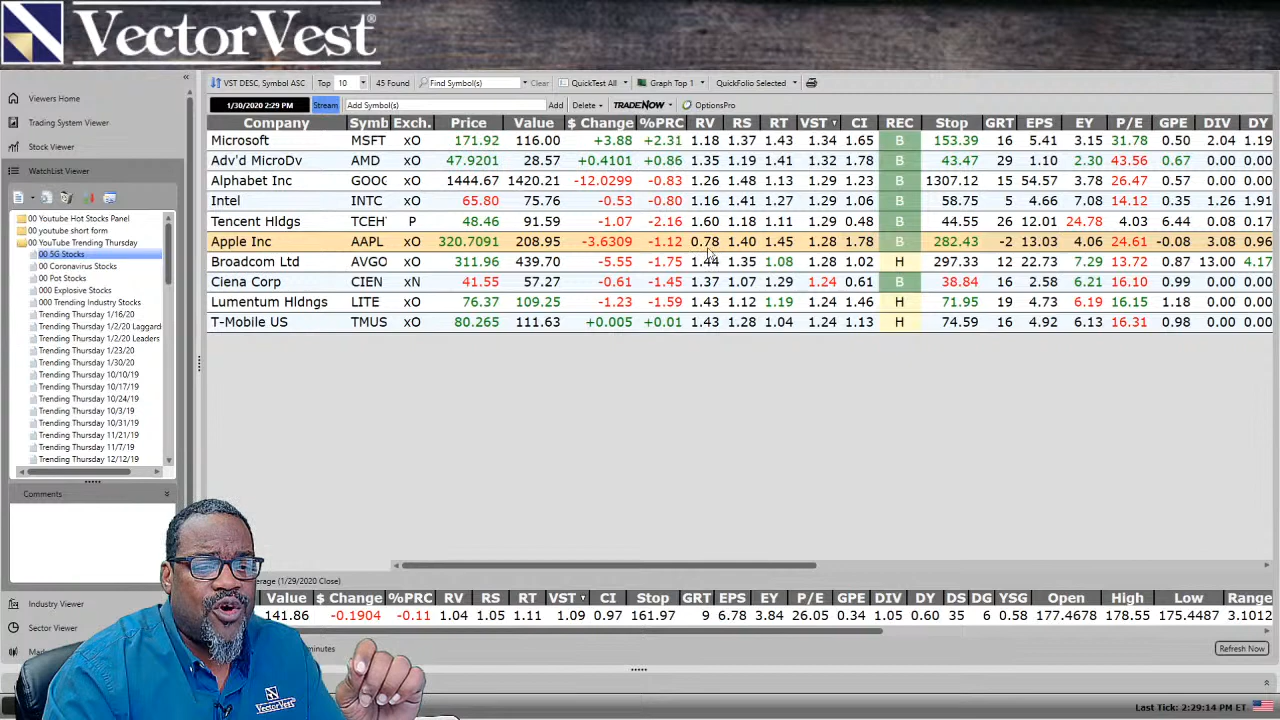 VectorVest®
Viewers Home
Trading System Viewer
Stock Viewer
WatchList Viewer
00 Youtube Hot Stocks Panel
00 youtube short form
00 YouTube Trending Thursday
00 5G Stocks
00 Coronavirus Stocks
00 Pot Stocks
000 Explosive Stocks
000 Trending Industry Stocks
Trending Thursday 1/16/20
Trending Thursday 1/2/20 Laggard
Trending Thursday 1/2/20 Leaders
Trending Thursday 1/23/20
Trending Thursday 1/30/20
Trending Thursday 10/10/19
Trending Thursday 10/17/19
Trending Thursday 10/24/19
Trending Thursday 10/3/19
Trending Thursday 10/31/19
Trending Thursday 11/21/19
Trending Thursday 11/7/19
Trending Thursday 12/12/19
Comments
Industry Viewer
Sector Viewer
VST DESC, Symbol ASC Top 10 45 Found Find Symbol(s) Clear QuickTest All Graph Top 1 QuickFolio Selected
1/30/2020 2:29 PM Stream Add Symbol(s) Add Delete TRADENOW OptionsPro
Company Symb Exch. Price Value $ Change %PRC RV RS RT VST CI REC Stop GRT EPS EY P/E GPE DIV DY
Microsoft MSFT xO 171.92 116.00 +3.88 +2.31 1.18 1.37 1.43 1.34 1.65 B 153.39 16 5.41 3.15 31.78 0.50 2.04 1.19
Adv'd MicroDv AMD xO 47.9201 28.57 +0.4101 +0.86 1.35 1.19 1.41 1.32 1.78 B 43.47 29 1.10 2.30 43.56 0.67 0.00 0.00
Alphabet Inc GOOG xO 1444.67 1420.21 -12.0299 -0.83 1.26 1.48 1.13 1.29 1.23 B 1307.12 15 54.57 3.78 26.47 0.57 0.00 0.00
Intel INTC xO 65.80 75.76 -0.53 -0.80 1.16 1.41 1.27 1.29 1.06 B 58.75 5 4.66 7.08 14.12 0.35 1.26 1.91
Tencent Hldgs TCEH P 48.46 91.59 -1.07 -2.16 1.60 1.18 1.11 1.29 0.48 B 44.55 26 12.01 24.78 4.03 6.44 0.08 0.17
Apple Inc AAPL xO 320.7091 208.95 -3.6309 -1.12 0.78 1.40 1.45 1.28 1.78 B 282.43 -2 13.03 4.06 24.61 -0.08 3.08 0.96
Broadcom Ltd AVGO xO 311.96 439.70 -5.55 -1.75 1.44 1.35 1.08 1.28 1.02 H 297.33 12 22.73 7.29 13.72 0.87 13.00 4.17
Ciena Corp CIEN xN 41.55 57.27 -0.61 -1.45 1.37 1.07 1.29 1.24 0.61 B 38.84 16 2.58 6.21 16.10 0.99 0.00 0.00
Lumentum Hldngs LITE xO 76.37 109.25 -1.23 -1.59 1.43 1.12 1.19 1.24 1.46 H 71.95 19 4.73 6.19 16.15 1.18 0.00 0.00
T-Mobile US TMUS xO 80.265 111.63 +0.005 +0.01 1.43 1.28 1.04 1.24 1.13 H 74.59 16 4.92 6.13 16.31 0.98 0.00 0.00
(1/29/2020 Close)
Value $ Change %PRC RV RS RT VST CI Stop GRT EPS EY P/E GPE DIV DY DS DG YSG Open High Low Range
141.86 -0.1904 -0.11 1.04 1.05 1.11 1.09 0.97 161.97 9 6.78 3.84 26.05 0.34 1.05 0.60 35 6 0.58 177.4678 178.55 175.4487 3.1012
minutes Refresh Now
Last Tick: 2:29:14 PM ET
VectorVest